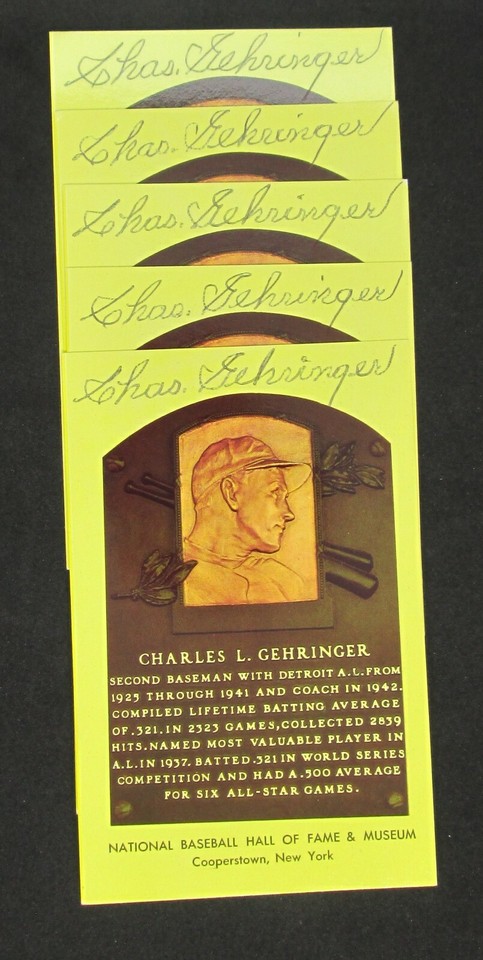 Chas. Gehringer
Chas. Gehringer
Chas. Gehringer
Chas. Gehringer
Chas. Gehringer
CHARLES L. GEHRINGER
SECOND BASEMAN WITH DETROIT A.L. FROM
1925 THROUGH 1941 AND COACH IN 1942.
COMPILED LIFETIME BATTING AVERAGE
OF .321. IN 2323 GAMES, COLLECTED 2839
HITS. NAMED MOST VALUABLE PLAYER IN
A.L. IN 1937. BATTED .321 IN WORLD SERIES
COMPETITION AND HAD A .500 AVERAGE
FOR SIX ALL-STAR GAMES.
NATIONAL BASEBALL HALL OF FAME & MUSEUM
Cooperstown, New York